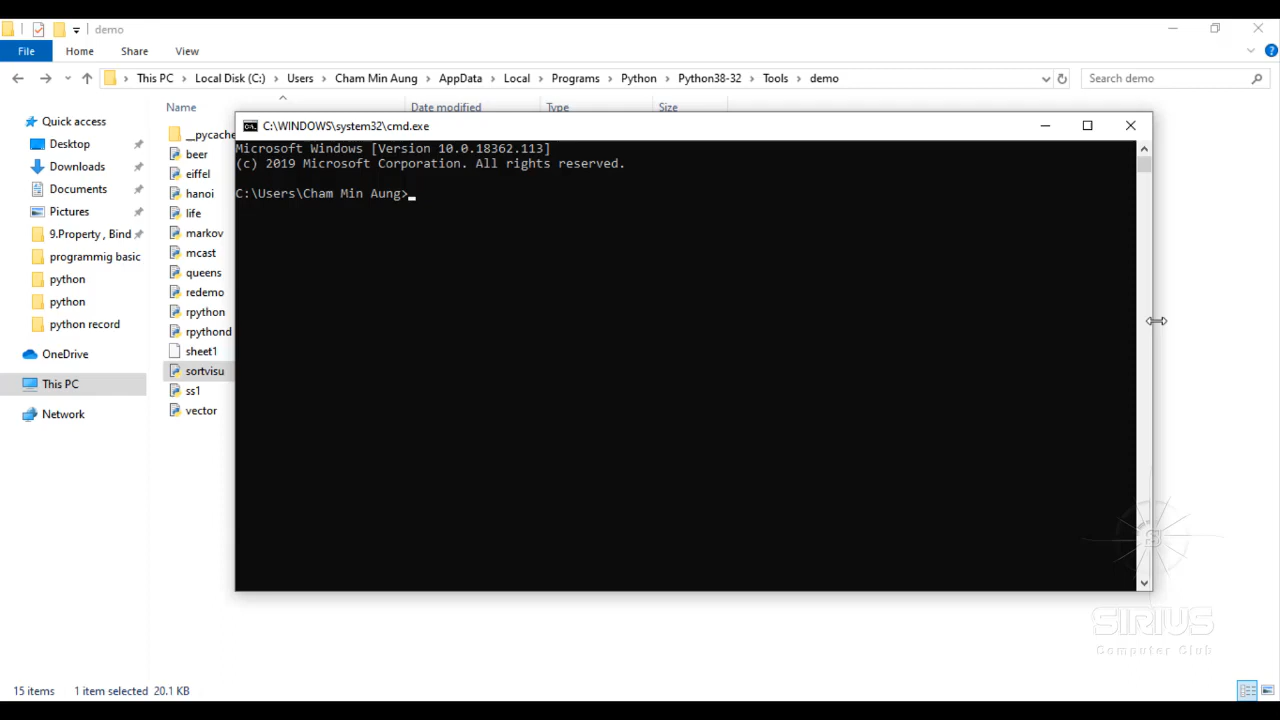 demo
File Home Share View
This PC Local Disk (C:) Users Cham Min Aung AppData Local Programs Python Python38-32 Tools demo
Search demo
Name Date modified Type Size
Quick access
Desktop
Downloads
Documents
Pictures
9.Property , Bind
programmig basic
python
python
python record
OneDrive
This PC
Network
__pycache
beer
eiffel
hanoi
life
markov
mcast
queens
redemo
rpython
rpythond
sheet1
sortvisu
ss1
vector
C:\WINDOWS\system32\cmd.exe
Microsoft Windows [Version 10.0.18362.113]
(c) 2019 Microsoft Corporation. All rights reserved.
C:\Users\Cham Min Aung>
SIRIUS
Computer Club
15 items 1 item selected 20.1 KB